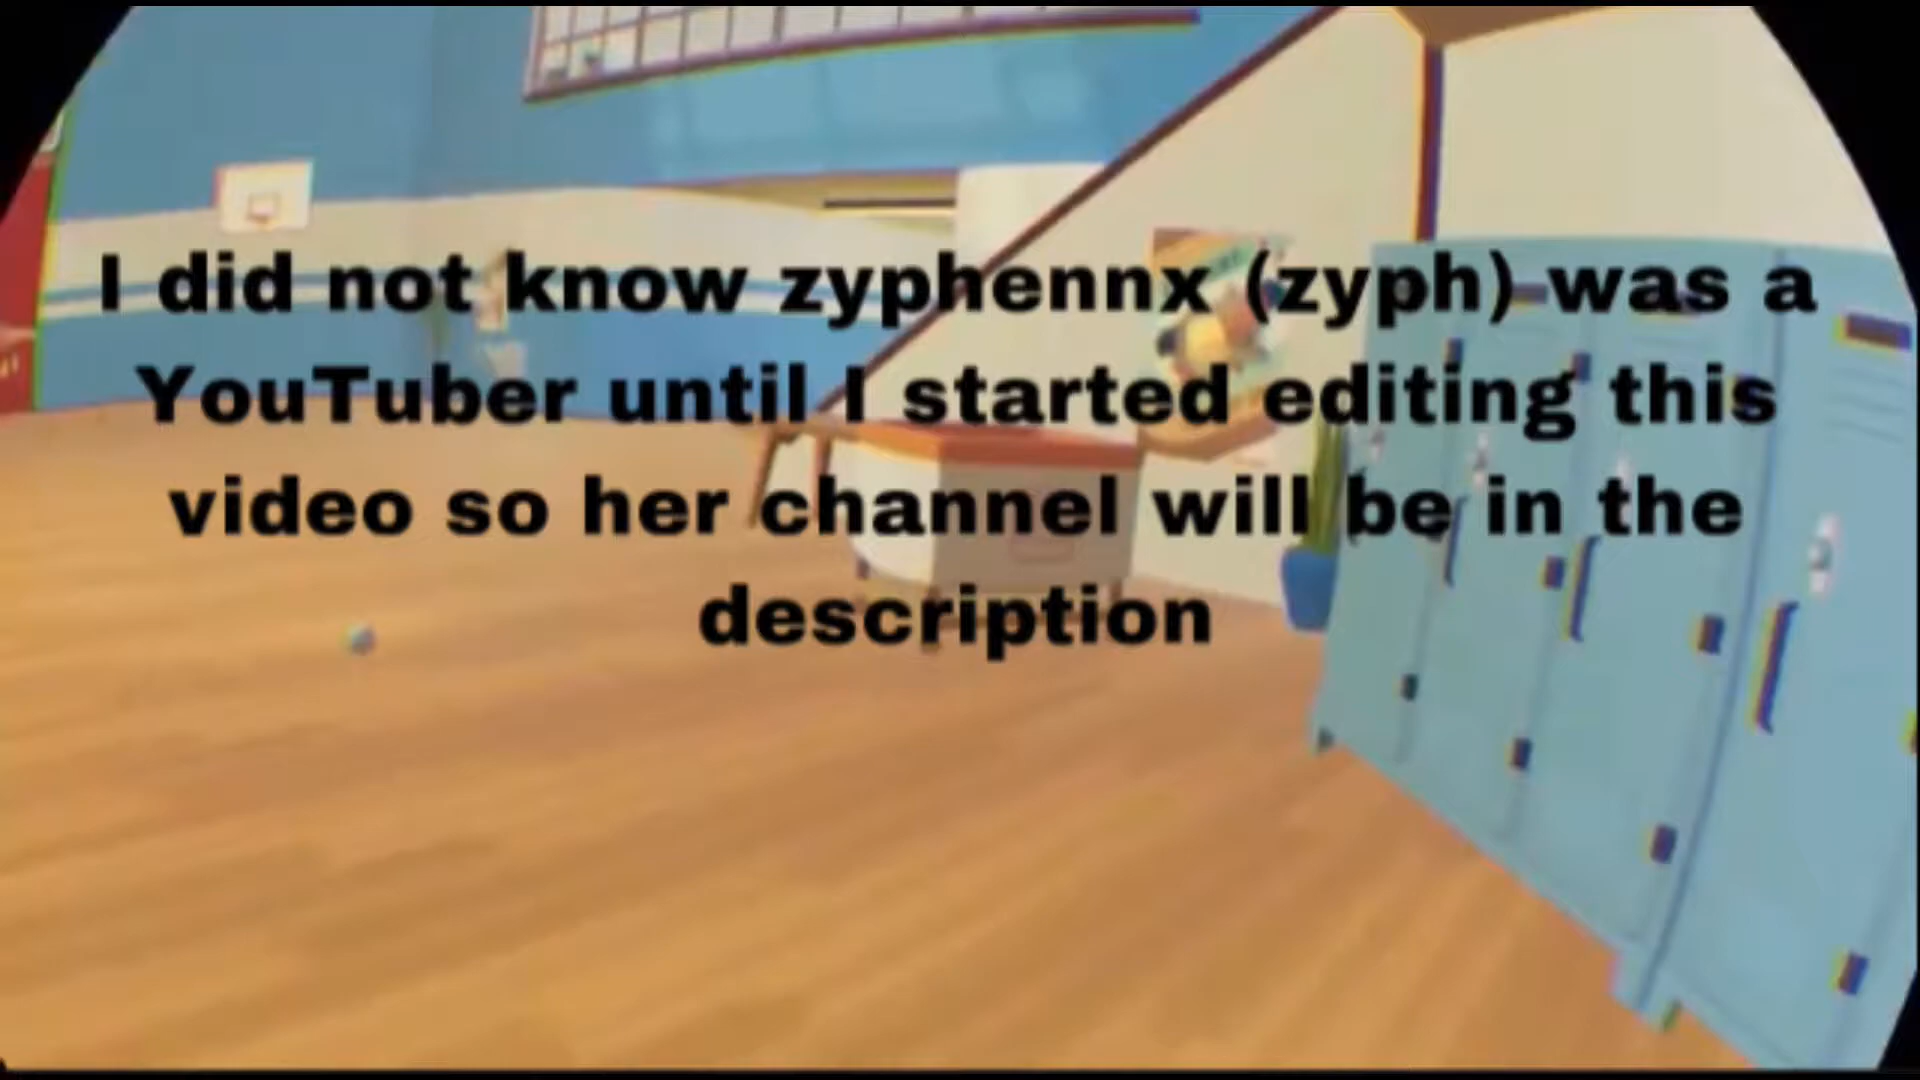 I did not know zyphennx (zyph) was a
YouTuber until I started editing this
video so her channel will be in the
description